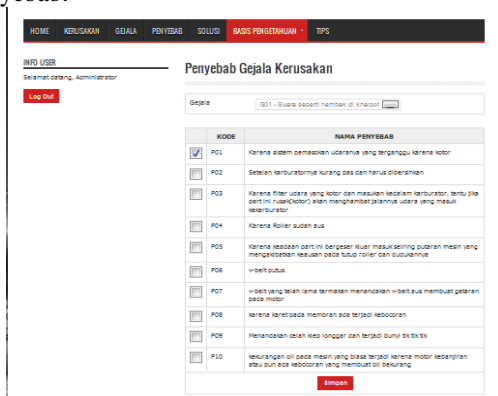 yebab.
HOME KERUSAKAN GEJALA PENYEBAB SOLUSI BASIS PENGETAHUAN TIPS
INFO USER
Selamat datang, Administrator
Log Out
Penyebab Gejala Kerusakan
Gejala G01 - Suara seperti nembak di knalpot ...
KODE NAMA PENYEBAB
P01 Karena sistem pemasokan udaranya yang terganggu karena kotor
P02 Setelan karburatornya kurang pas dan harus dibersihkan
P03 Karena filter udara yang kotor dan masukan kedalam karburator, tentu jika
part ini rusak(kotor) akan menghambat jalannya udara yang masuk
kekarburator
P04 Karena Roller sudah aus
P05 Karena keadaan part ini bergeser kluar masuk seiring putaran mesin yang
mengakibatkan keausan pada tutup roller dan dudukannya
P06 v-belt putus
P07 v-belt yang telah lama termakan menandakan v-belt aus membuat getaran
pada motor
P08 karena karet pada membran ada terjadi kebocoran
P09 Menandakan celah klep longgar dan terjadi bunyi tik tik tik
P10 kekurangan oli pada mesin yang biasa terjadi karena motor kebanjiran
atau pun ada kebocoran yang membuat oli bekurang
Simpan